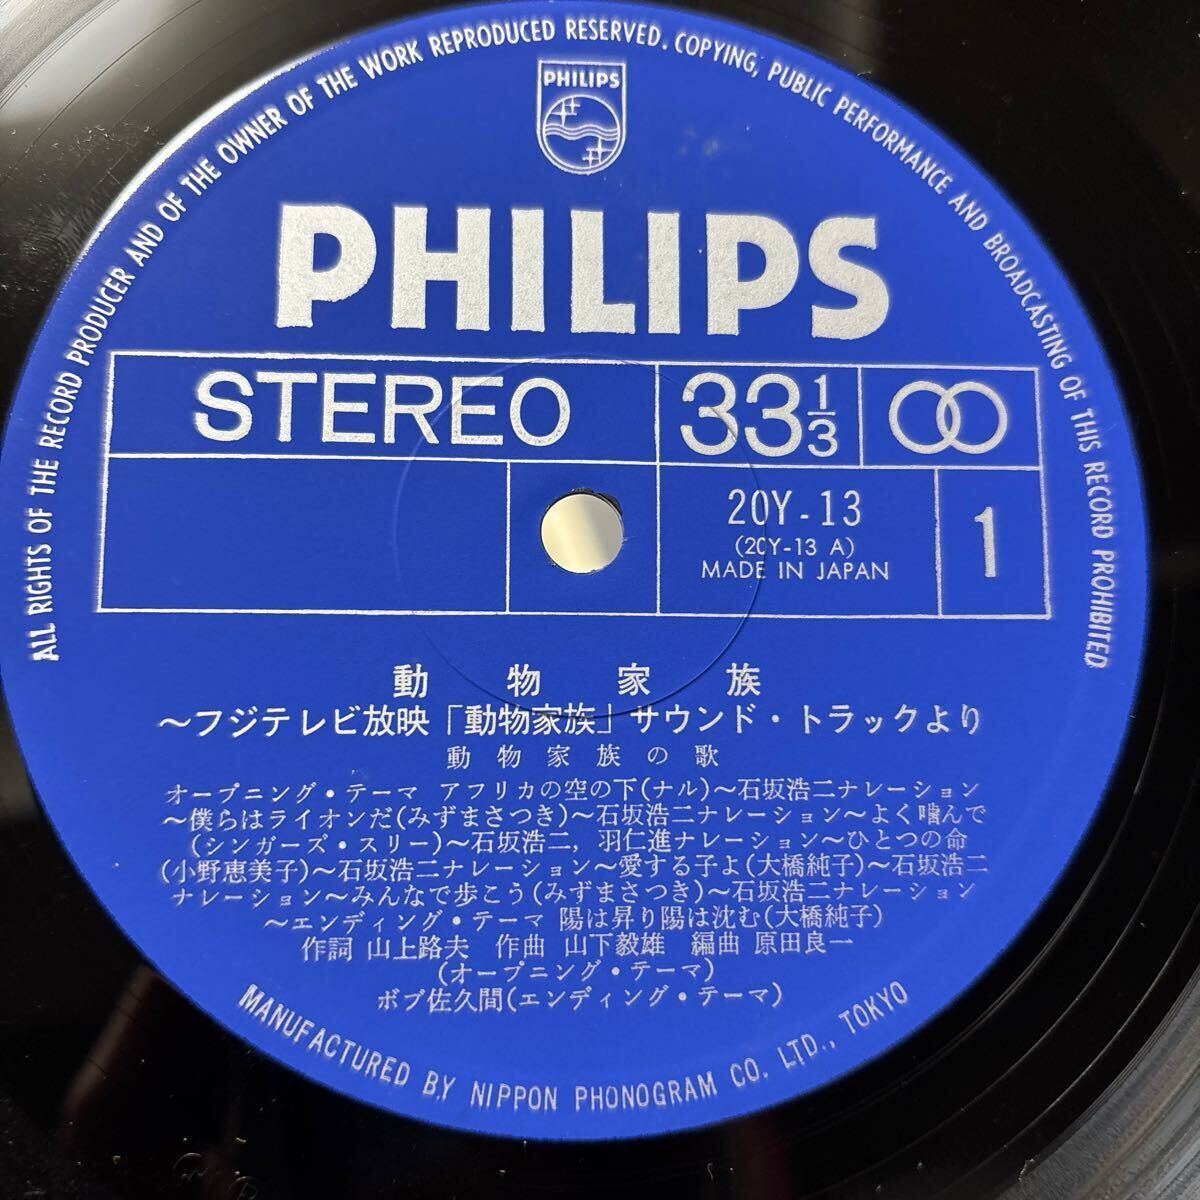 ALL RIGHTS OF THE RECORD PRODUCER AND OF THE OWNER OF THE WORK REPRODUCED RESERVED. COPYING, PUBLIC PERFORMANCE AND BROADCASTING OF THIS RECORD PROHIBITED
PHILIPS
PHILIPS
STEREO 33 1/3
20Y-13
(20Y-13 A)
MADE IN JAPAN
1
動物家族
〜フジテレビ放映「動物家族」サウンド・トラックより
動物家族の歌
オープニング・テーマ アフリカの空の下(ナル)〜石坂浩二ナレーション
〜僕らはライオンだ(みずまさつき)〜石坂浩二ナレーション〜よく噛んで
(シンガーズ・スリー)〜石坂浩二,羽仁進ナレーション〜ひとつの命
(小野恵美子)〜石坂浩二ナレーション〜愛する子よ(大橋純子)〜石坂浩二
ナレーション〜みんなで歩こう(みずまさつき)〜石坂浩二ナレーション
〜エンディング・テーマ 陽は昇り陽は沈む(大橋純子)
作詞 山上路夫 作曲 山下毅雄 編曲 原田良一
(オープニング・テーマ)
ボブ佐久間(エンディング・テーマ)
MANUFACTURED BY NIPPON PHONOGRAM CO. LTD., TOKYO